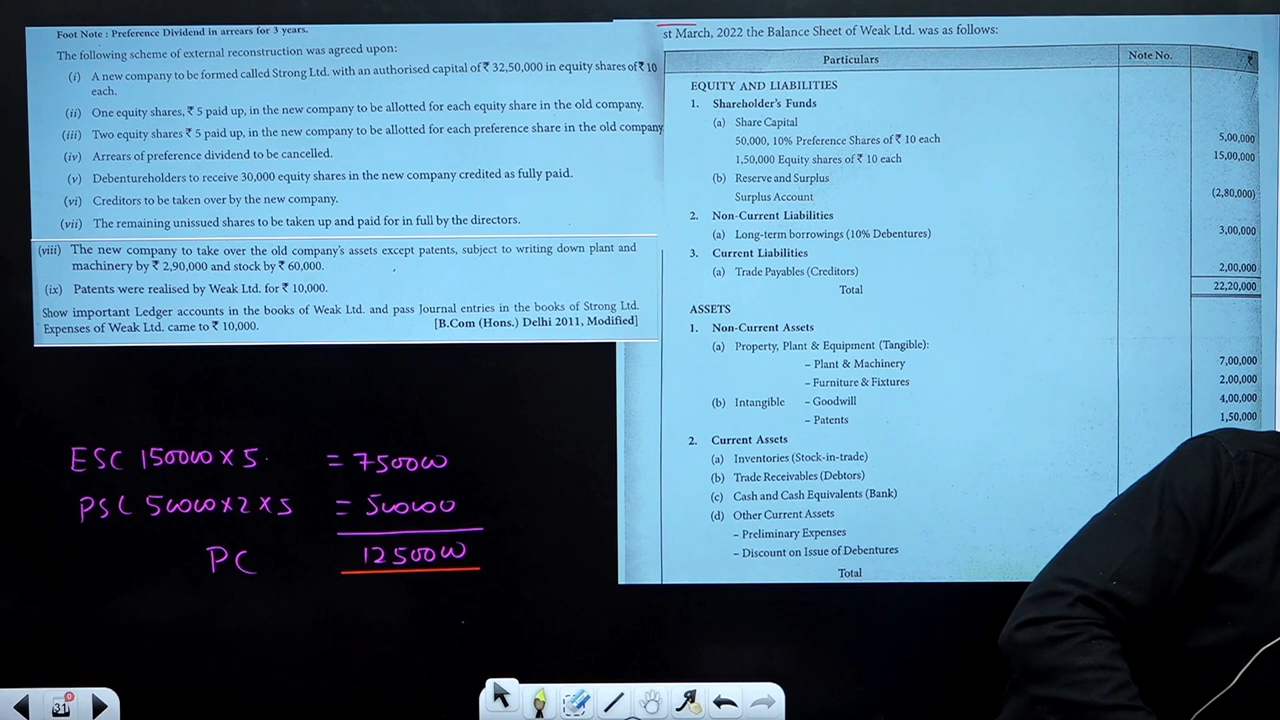 Foot Note : Preference Dividend in arrears for 3 years.
The following scheme of external reconstruction was agreed upon:
(i) A new company to be formed called Strong Ltd. with an authorised capital of ₹ 32,50,000 in equity shares of ₹ 10
each.
(ii) One equity shares, ₹ 5 paid up, in the new company to be allotted for each equity share in the old company.
(iii) Two equity shares ₹ 5 paid up, in the new company to be allotted for each preference share in the old company
(iv) Arrears of preference dividend to be cancelled.
(v) Debentureholders to receive 30,000 equity shares in the new company credited as fully paid.
(vi) Creditors to be taken over by the new company.
(vii) The remaining unissued shares to be taken up and paid for in full by the directors.
(viii) The new company to take over the old company's assets except patents, subject to writing down plant and
machinery by ₹ 2,90,000 and stock by ₹ 60,000.
(ix) Patents were realised by Weak Ltd. for ₹ 10,000.
Show important Ledger accounts in the books of Weak Ltd. and pass Journal entries in the books of Strong Ltd.
Expenses of Weak Ltd. came to ₹ 10,000. [B.Com (Hons.) Delhi 2011, Modified]
st March, 2022 the Balance Sheet of Weak Ltd. was as follows:
Particulars Note No. ₹
EQUITY AND LIABILITIES
1. Shareholder's Funds
(a) Share Capital
50,000, 10% Preference Shares of ₹ 10 each 5,00,000
1,50,000 Equity shares of ₹ 10 each 15,00,000
(b) Reserve and Surplus
Surplus Account (2,80,000)
2. Non-Current Liabilities
(a) Long-term borrowings (10% Debentures) 3,00,000
3. Current Liabilities
(a) Trade Payables (Creditors) 2,00,000
Total 22,20,000
ASSETS
1. Non-Current Assets
(a) Property, Plant & Equipment (Tangible):
– Plant & Machinery 7,00,000
– Furniture & Fixtures 2,00,000
(b) Intangible – Goodwill 4,00,000
– Patents 1,50,000
2. Current Assets
(a) Inventories (Stock-in-trade)
(b) Trade Receivables (Debtors)
(c) Cash and Cash Equivalents (Bank)
(d) Other Current Assets
– Preliminary Expenses
– Discount on Issue of Debentures
Total
ESC 150000 × 5 = 750000
PSC 50000 × 2 × 5 = 500000
PC 1250000
31